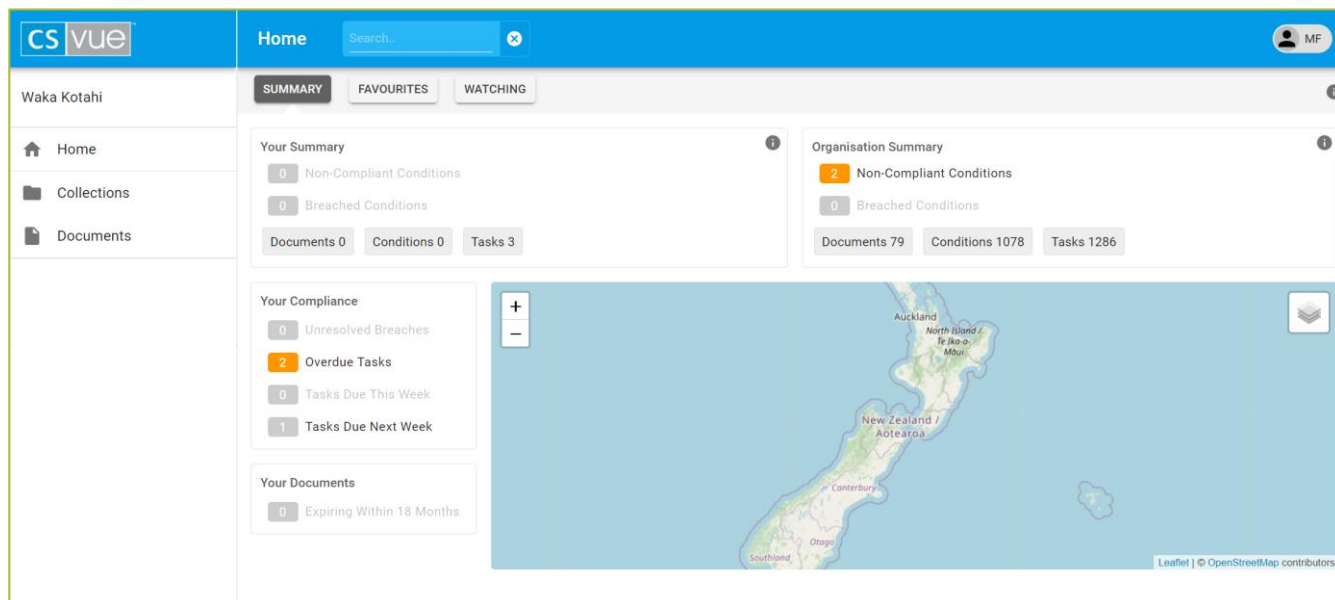 CS VUE™
Home
Search..
MF
Waka Kotahi
Home
Collections
Documents
SUMMARY FAVOURITES WATCHING
Your Summary
0 Non-Compliant Conditions
0 Breached Conditions
Documents 0 Conditions 0 Tasks 3
Organisation Summary
2 Non-Compliant Conditions
0 Breached Conditions
Documents 79 Conditions 1078 Tasks 1286
Your Compliance
0 Unresolved Breaches
2 Overdue Tasks
0 Tasks Due This Week
1 Tasks Due Next Week
Your Documents
0 Expiring Within 18 Months
+
−
Auckland
North Island /
Te Ika-a-
Māui
New Zealand /
Aotearoa
Canterbury
Otago
Southland
Leaflet | © OpenStreetMap contributors